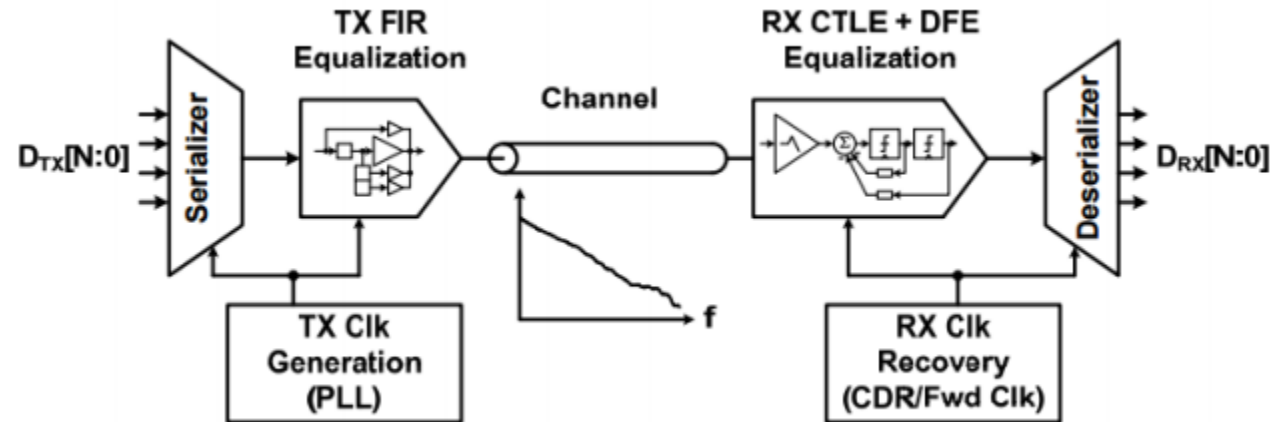 TX FIR
Equalization
RX CTLE + DFE
Equalization
Channel
Serializer
Deserializer
DTX[N:0]
DRX[N:0]
Σ
f
TX Clk
Generation
(PLL)
RX Clk
Recovery
(CDR/Fwd Clk)